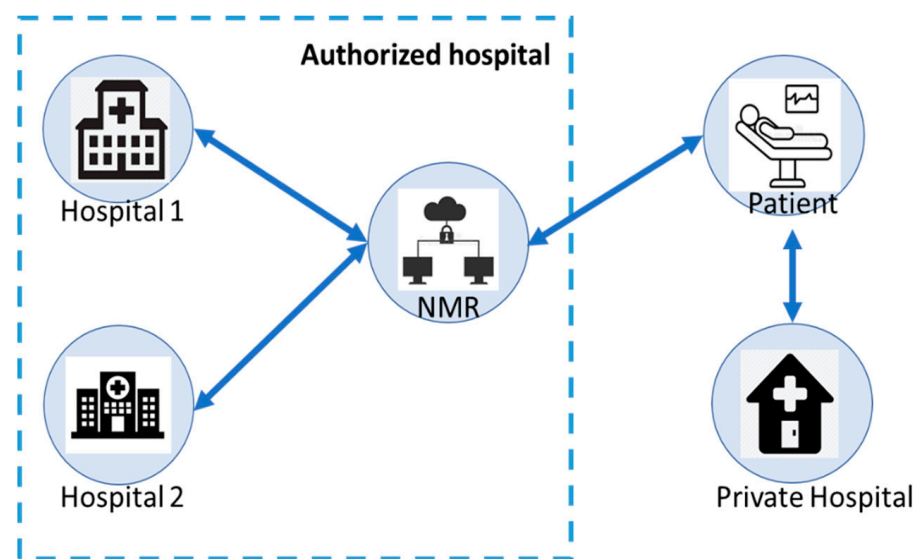 Authorized hospital
Hospital 1
Patient
NMR
Hospital 2
Private Hospital